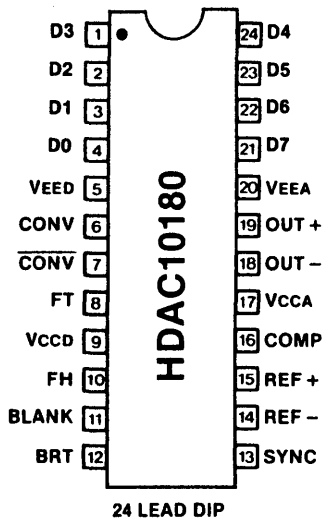 D3 1 24 D4
D2 2 23 D5
D1 3 22 D6
D0 4 21 D7
VEED 5 20 VEEA
CONV 6 19 OUT +
CONV 7 18 OUT −
FT 8 17 VCCA
VCCD 9 16 COMP
FH 10 15 REF +
BLANK 11 14 REF −
BRT 12 13 SYNC
HDAC10180
24 LEAD DIP